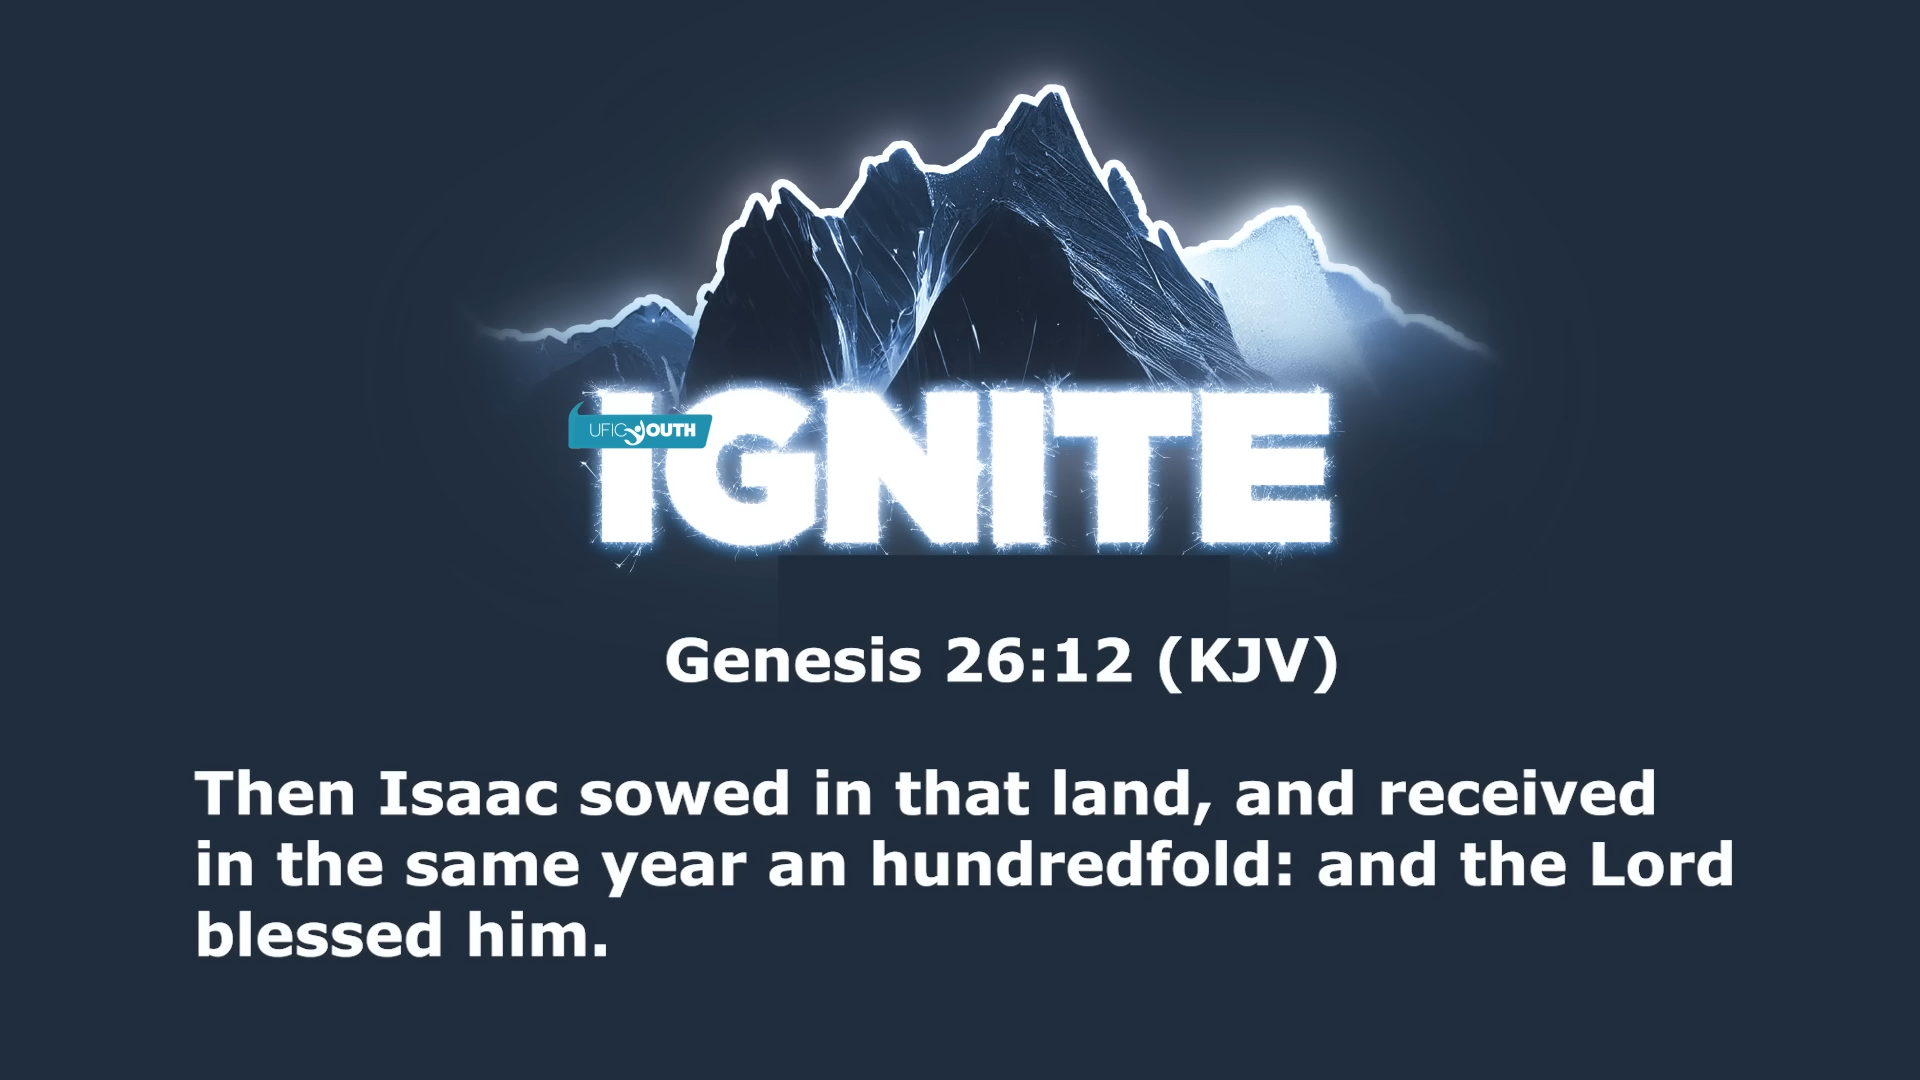 UFIC YOUTH
IGNITE
Genesis 26:12 (KJV)
Then Isaac sowed in that land, and received
in the same year an hundredfold: and the Lord
blessed him.